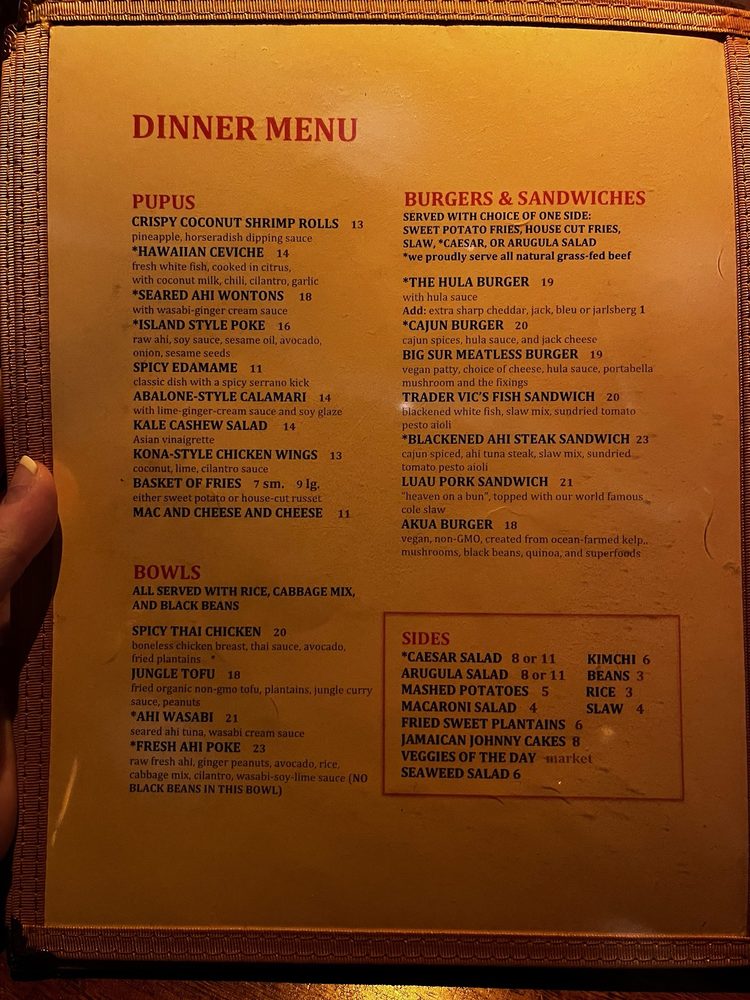 DINNER MENU
PUPUS
CRISPY COCONUT SHRIMP ROLLS 13
pineapple, horseradish dipping sauce
*HAWAIIAN CEVICHE 14
fresh white fish, cooked in citrus,
with coconut milk, chili, cilantro, garlic
*SEARED AHI WONTONS 18
with wasabi-ginger cream sauce
*ISLAND STYLE POKE 16
raw ahi, soy sauce, sesame oil, avocado,
onion, sesame seeds
SPICY EDAMAME 11
classic dish with a spicy serrano kick
ABALONE-STYLE CALAMARI 14
with lime-ginger-cream sauce and soy glaze
KALE CASHEW SALAD 14
Asian vinaigrette
KONA-STYLE CHICKEN WINGS 13
coconut, lime, cilantro sauce
BASKET OF FRIES 7 sm. 9 lg.
either sweet potato or house-cut russet
MAC AND CHEESE AND CHEESE 11
BOWLS
ALL SERVED WITH RICE, CABBAGE MIX,
AND BLACK BEANS
SPICY THAI CHICKEN 20
boneless chicken breast, thai sauce, avocado,
fried plantains *
JUNGLE TOFU 18
fried organic non-gmo tofu, plantains, jungle curry
sauce, peanuts
*AHI WASABI 21
seared ahi tuna, wasabi cream sauce
*FRESH AHI POKE 23
raw fresh ahi, ginger peanuts, avocado, rice,
cabbage mix, cilantro, wasabi-soy-lime sauce (NO
BLACK BEANS IN THIS BOWL)
BURGERS & SANDWICHES
SERVED WITH CHOICE OF ONE SIDE:
SWEET POTATO FRIES, HOUSE CUT FRIES,
SLAW, *CAESAR, OR ARUGULA SALAD
*we proudly serve all natural grass-fed beef
*THE HULA BURGER 19
with hula sauce
Add: extra sharp cheddar, jack, bleu or jarlsberg 1
*CAJUN BURGER 20
cajun spices, hula sauce, and jack cheese
BIG SUR MEATLESS BURGER 19
vegan patty, choice of cheese, hula sauce, portabella
mushroom and the fixings
TRADER VIC'S FISH SANDWICH 20
blackened white fish, slaw mix, sundried tomato
pesto aioli
*BLACKENED AHI STEAK SANDWICH 23
cajun spiced, ahi tuna steak, slaw mix, sundried
tomato pesto aioli
LUAU PORK SANDWICH 21
"heaven on a bun", topped with our world famous
cole slaw
AKUA BURGER 18
vegan, non-GMO, created from ocean-farmed kelp,
mushrooms, black beans, quinoa, and superfoods
SIDES
*CAESAR SALAD 8 or 11
ARUGULA SALAD 8 or 11
MASHED POTATOES 5
MACARONI SALAD 4
FRIED SWEET PLANTAINS 6
JAMAICAN JOHNNY CAKES 8
VEGGIES OF THE DAY market
SEAWEED SALAD 6
KIMCHI 6
BEANS 3
RICE 3
SLAW 4